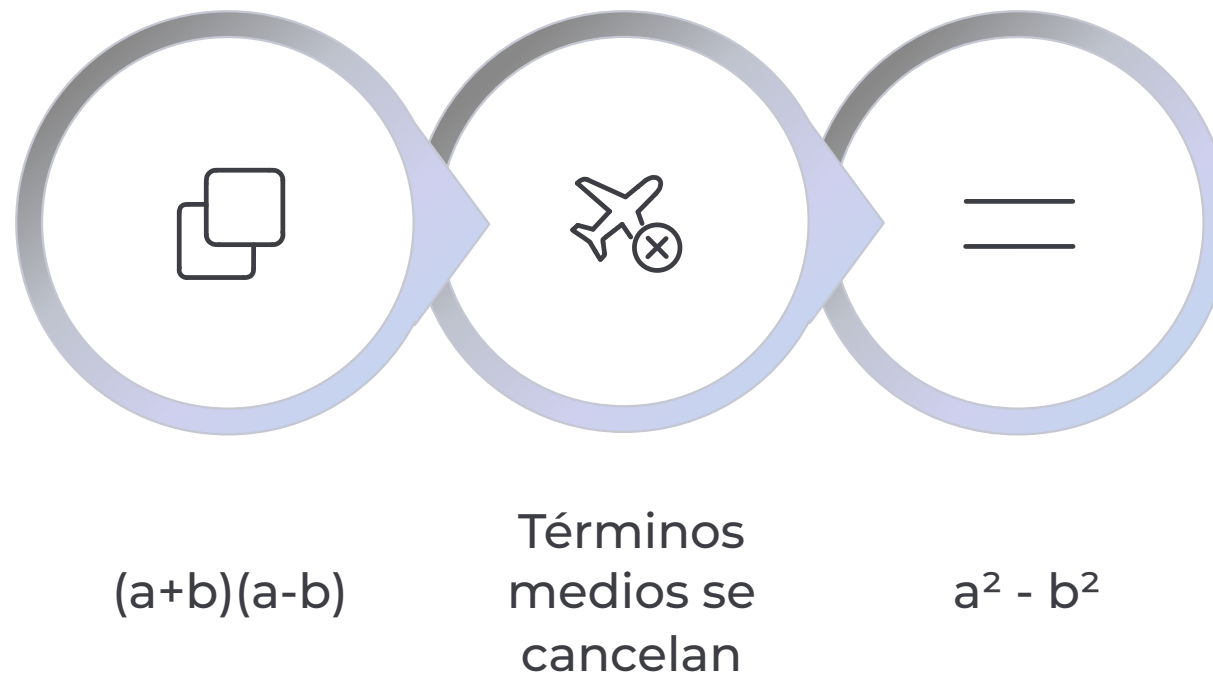 (a+b)(a-b)
Términos
medios se
cancelan
a² - b²